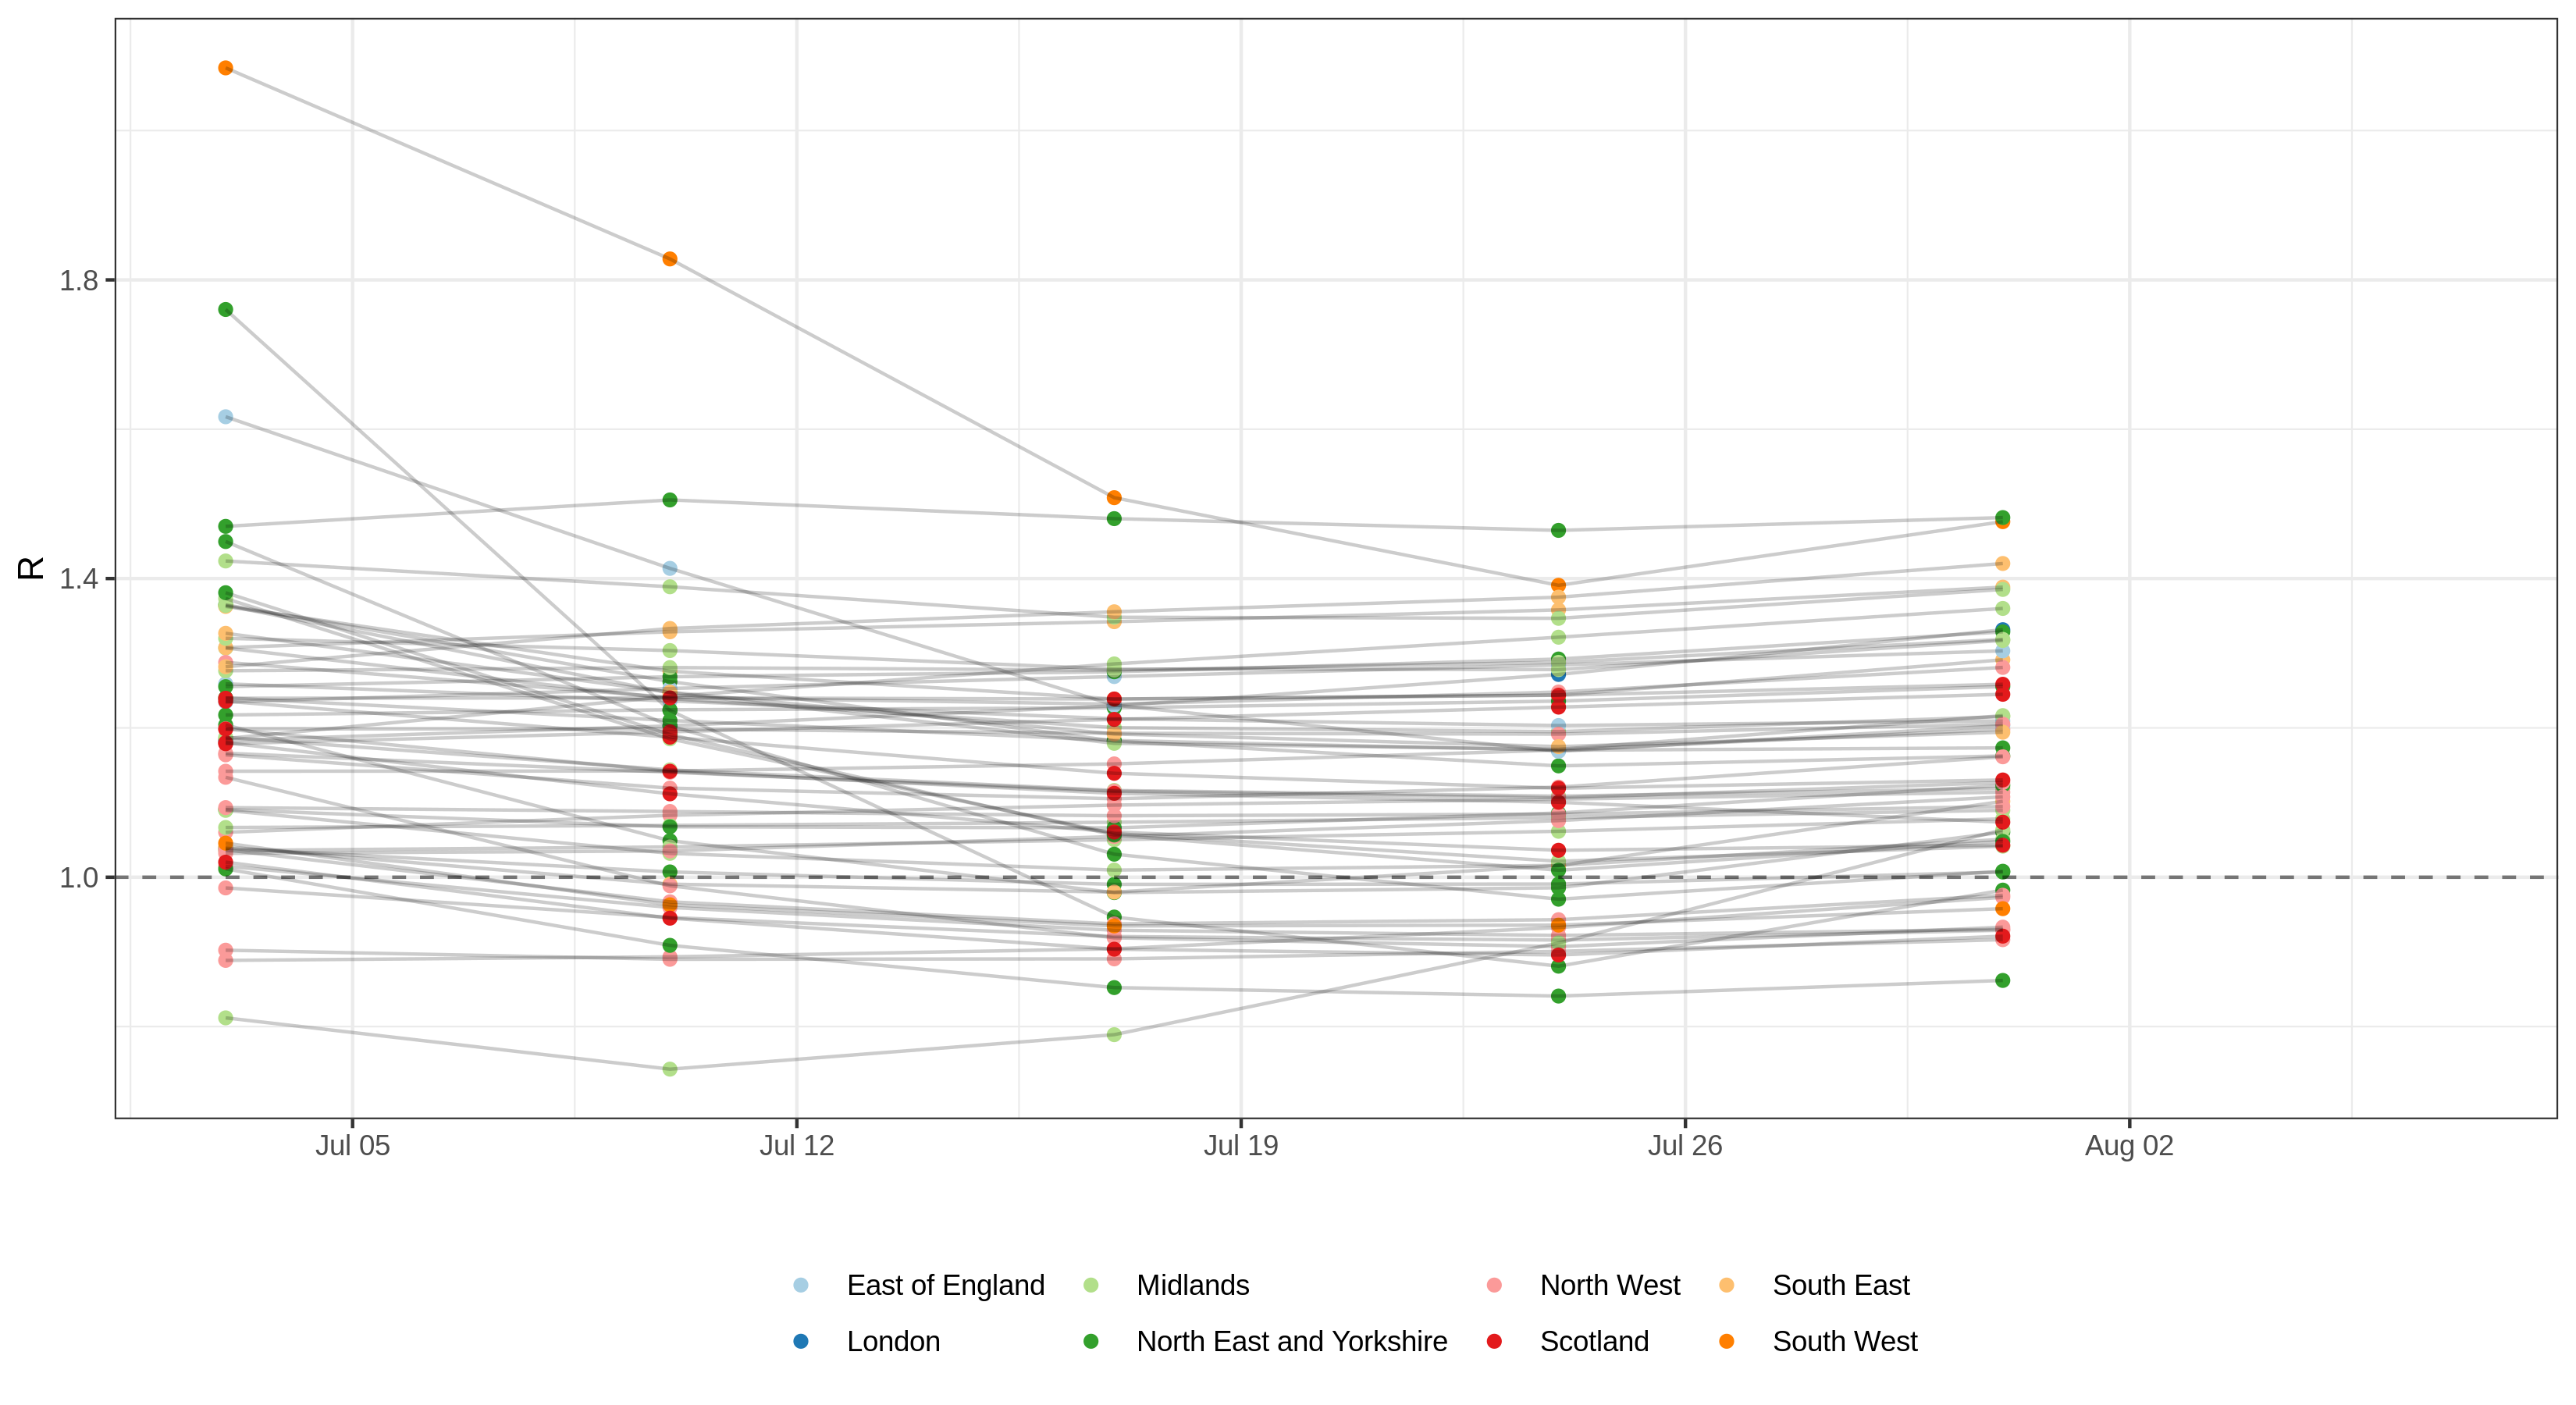 R
1.8
1.4
1.0
Jul 05 Jul 12 Jul 19 Jul 26 Aug 02
East of England Midlands North West South East
London North East and Yorkshire Scotland South West